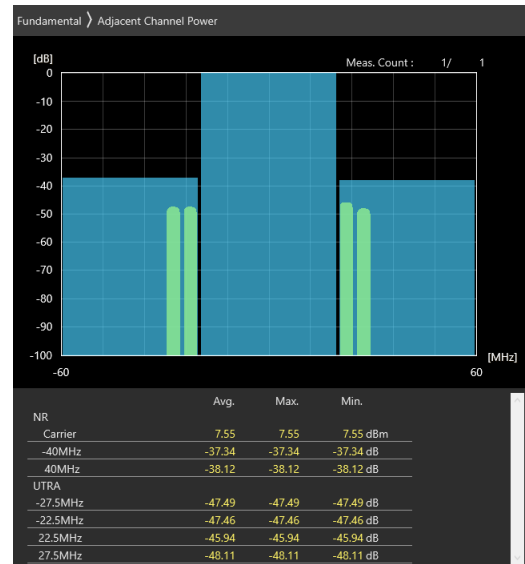 Fundamental ❭ Adjacent Channel Power
[dB]
Meas. Count : 1/ 1
0
-10
-20
-30
-40
-50
-60
-70
-80
-90
-100
[MHz]
-60 60
Avg. Max. Min.
NR
Carrier 7.55 7.55 7.55 dBm
-40MHz -37.34 -37.34 -37.34 dB
40MHz -38.12 -38.12 -38.12 dB
UTRA
-27.5MHz -47.49 -47.49 -47.49 dB
-22.5MHz -47.46 -47.46 -47.46 dB
22.5MHz -45.94 -45.94 -45.94 dB
27.5MHz -48.11 -48.11 -48.11 dB